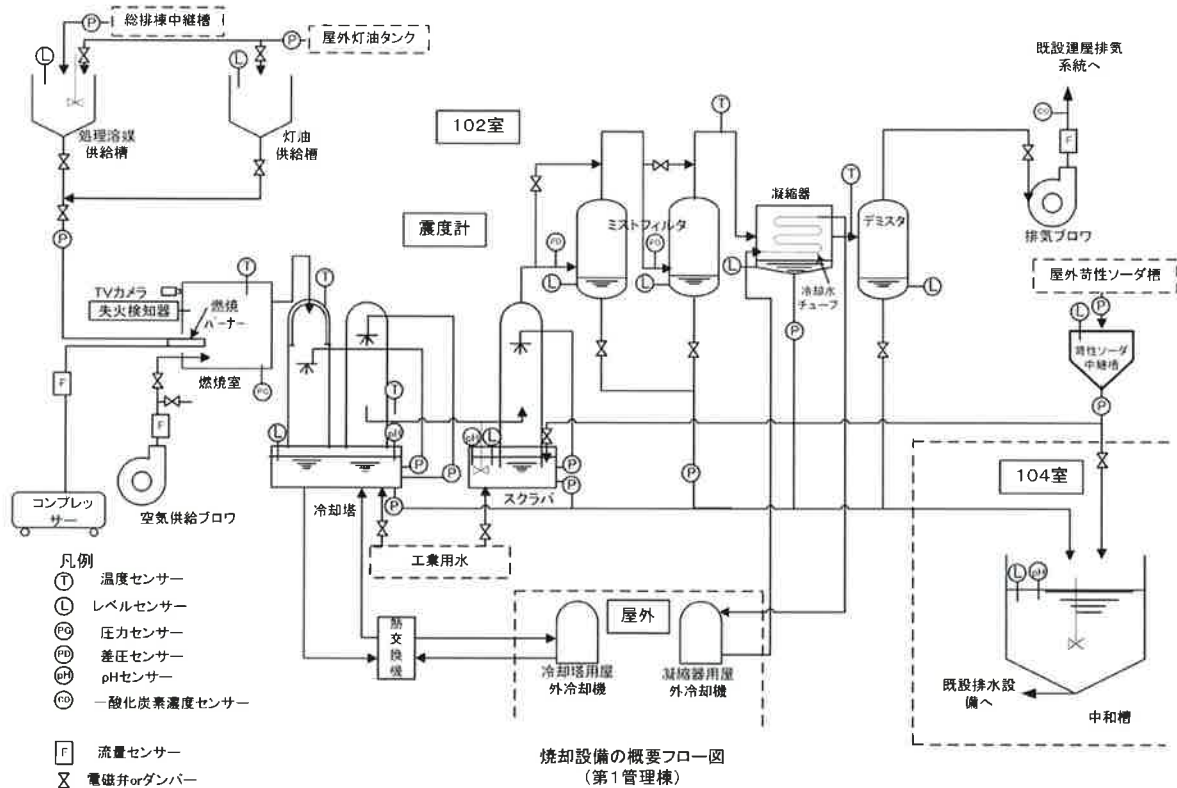 総排棟中継槽
P
屋外灯油タンク
P
L
L
処理溶媒
供給槽
灯油
供給槽
102室
震度計
T
既設建屋排気
系統へ
CO
F
排気ブロワ
凝縮器
T
デミスタ
ミストフィルタ
PD
PD
L
L
L
冷却水
チューブ
L
P
屋外苛性ソーダ槽
P
L
苛性ソーダ
中継槽
P
P
TVカメラ
失火検知器
燃焼
バーナー
T
T
燃焼室
PG
F
F
空気供給ブロワ
コンプレッ
サー
T
L
pH
P
P
P
冷却塔
pH
L
P
P
スクラバ
P
工業用水
104室
L
pH
中和槽
既設排水設
備へ
屋外
熱
交
換
機
冷却塔用屋
外冷却機
凝縮器用屋
外冷却機
凡例
T 温度センサー
L レベルセンサー
PG 圧力センサー
PD 差圧センサー
pH pHセンサー
CO 一酸化炭素濃度センサー
F 流量センサー
電磁弁orダンパー
焼却設備の概要フロー図
(第1管理棟)